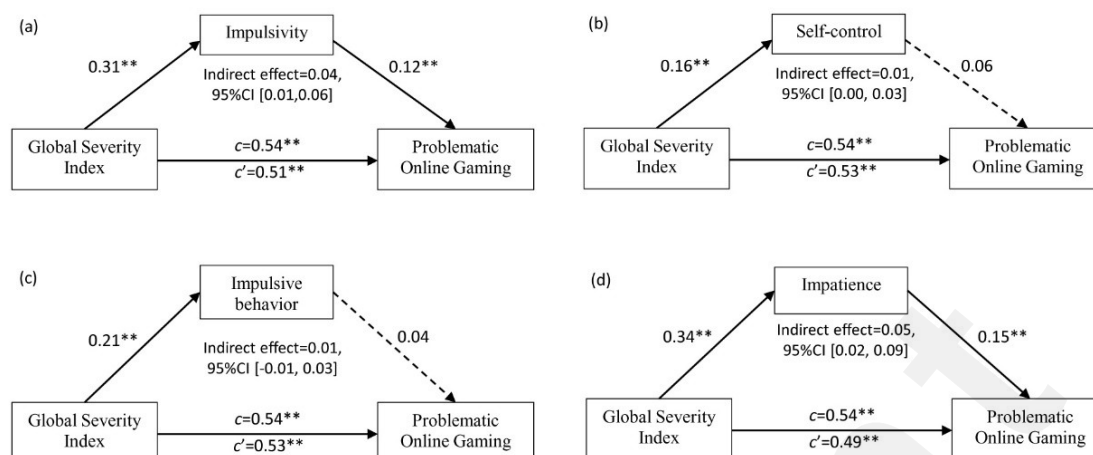 (a)
Impulsivity
0.31**
0.12**
Indirect effect=0.04,
95%CI [0.01,0.06]
Global Severity
Index
c=0.54**
c'=0.51**
Problematic
Online Gaming
(b)
Self-control
0.16**
0.06
Indirect effect=0.01,
95%CI [0.00, 0.03]
Global Severity
Index
c=0.54**
c'=0.53**
Problematic
Online Gaming
(c)
Impulsive
behavior
0.21**
0.04
Indirect effect=0.01,
95%CI [-0.01, 0.03]
Global Severity
Index
c=0.54**
c'=0.53**
Problematic
Online Gaming
(d)
Impatience
0.34**
0.15**
Indirect effect=0.05,
95%CI [0.02, 0.09]
Global Severity
Index
c=0.54**
c'=0.49**
Problematic
Online Gaming